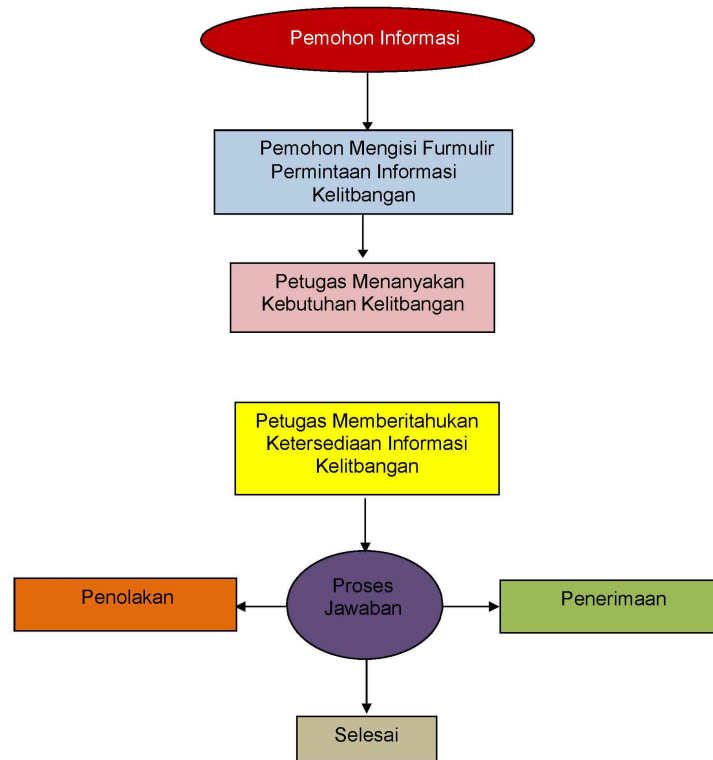 Pemohon Informasi
Pemohon Mengisi Furmulir
Permintaan Informasi
Kelitbangan
Petugas Menanyakan
Kebutuhan Kelitbangan
Petugas Memberitahukan
Ketersediaan Informasi
Kelitbangan
Penolakan
Proses
Jawaban
Penerimaan
Selesai